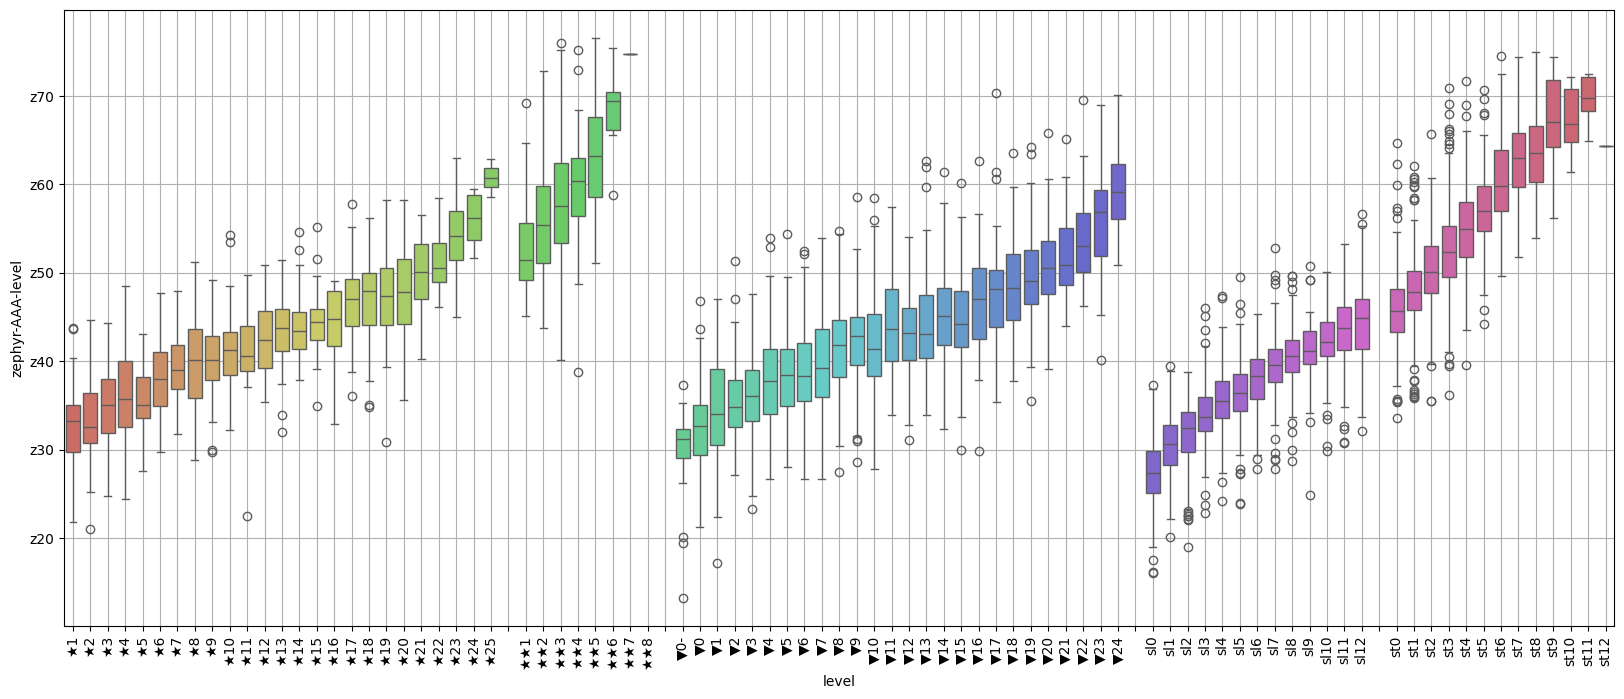 zephyr-AAA-level
z70
z60
z50
z40
z30
z20
★1 ★2 ★3 ★4 ★5 ★6 ★7 ★8 ★9 ★10 ★11 ★12 ★13 ★14 ★15 ★16 ★17 ★18 ★19 ★20 ★21 ★22 ★23 ★24 ★25 ★★1 ★★2 ★★3 ★★4 ★★5 ★★6 ★★7 ★★8 ▼0- ▼0 ▼1 ▼2 ▼3 ▼4 ▼5 ▼6 ▼7 ▼8 ▼9 ▼10 ▼11 ▼12 ▼13 ▼14 ▼15 ▼16 ▼17 ▼18 ▼19 ▼20 ▼21 ▼22 ▼23 ▼24 sl0 sl1 sl2 sl3 sl4 sl5 sl6 sl7 sl8 sl9 sl10 sl11 sl12 st0 st1 st2 st3 st4 st5 st6 st7 st8 st9 st10 st11 st12
level